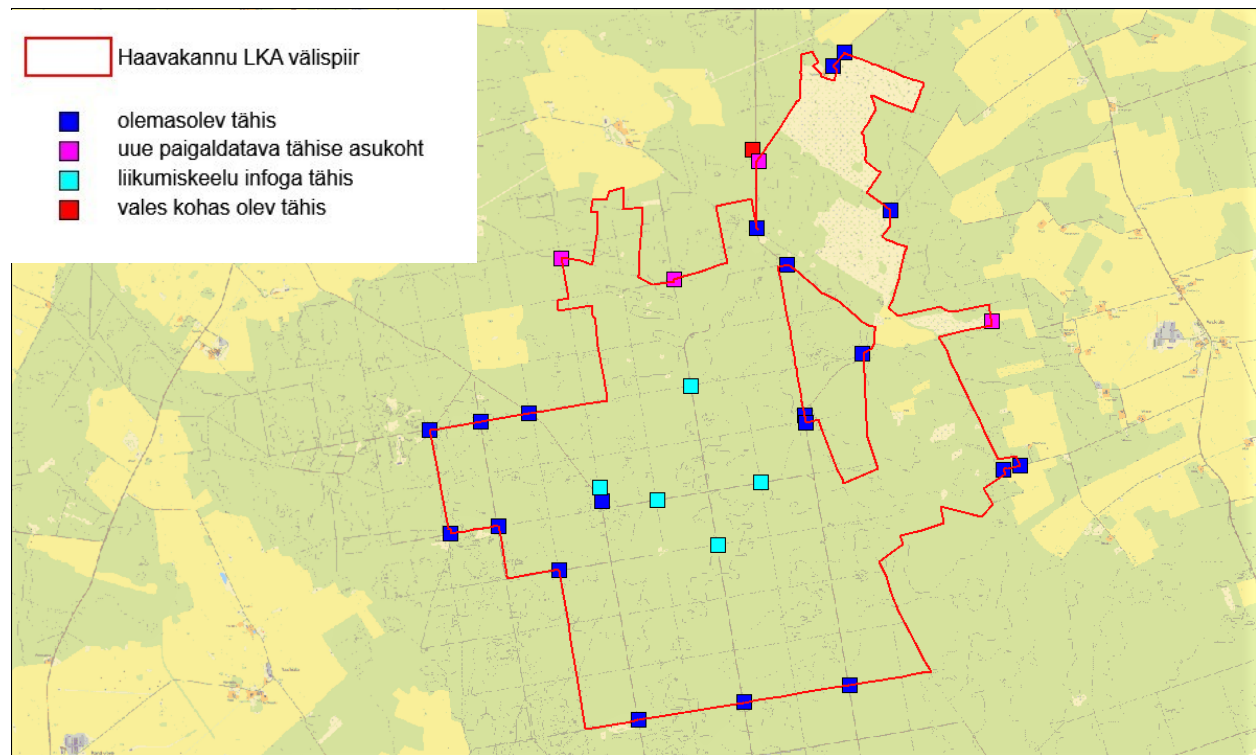 Haavakannu LKA välispiir
olemasolev tähis
uue paigaldatava tähise asukoht
liikumiskeelu infoga tähis
vales kohas olev tähis